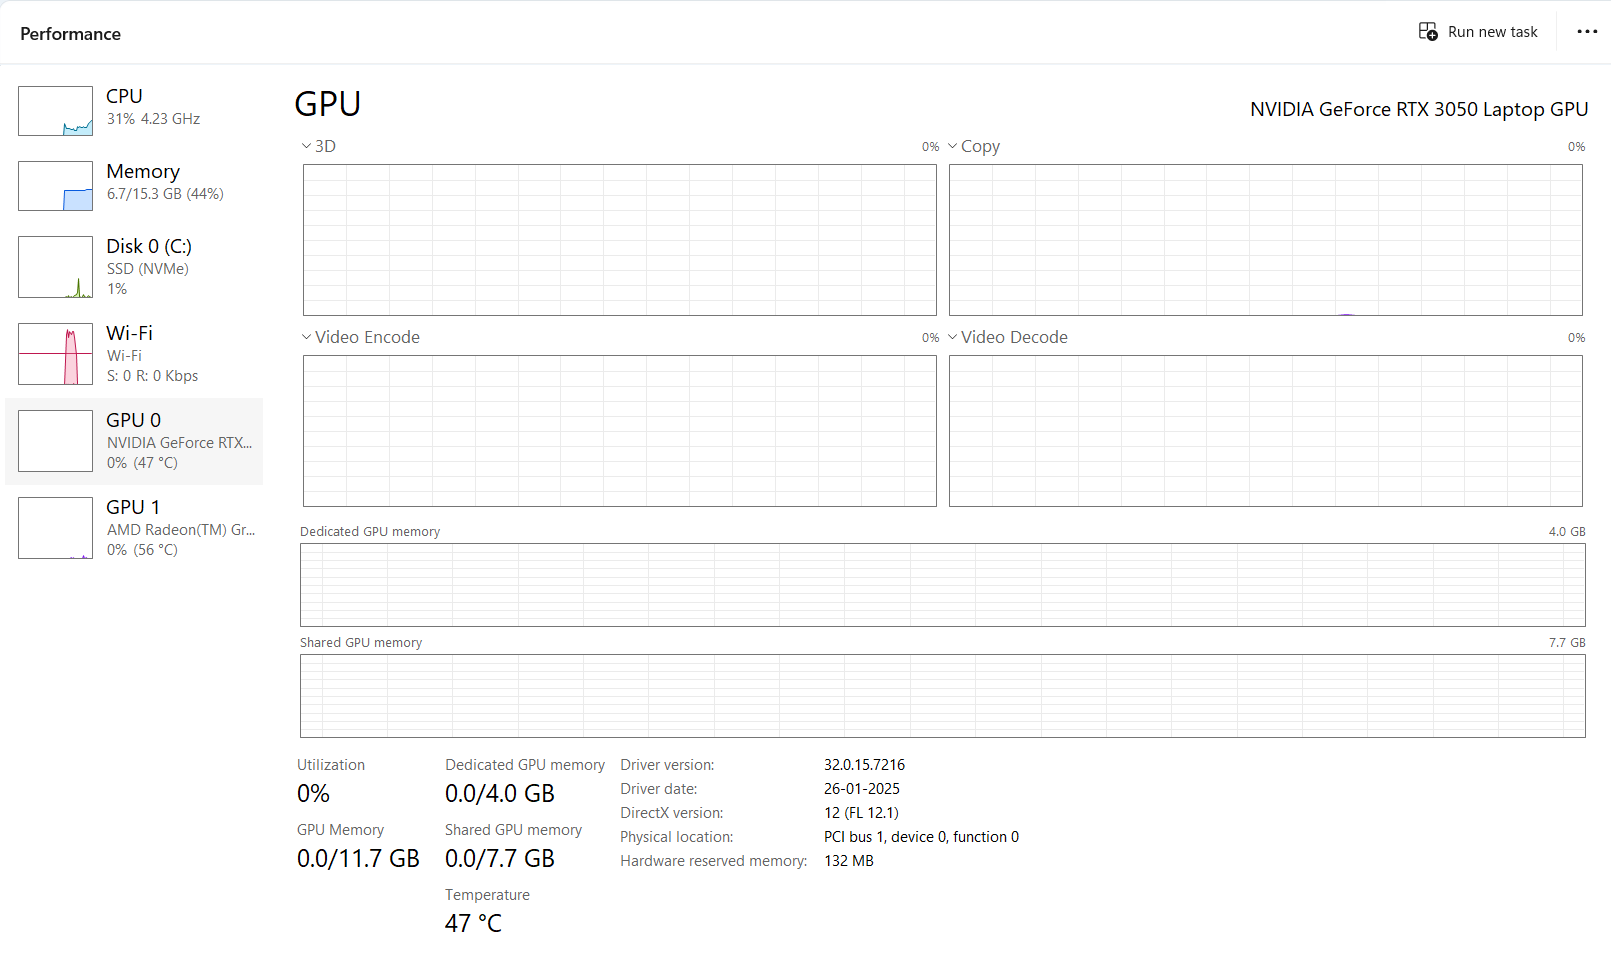 Performance
Run new task
CPU
31% 4.23 GHz
Memory
6.7/15.3 GB (44%)
Disk 0 (C:)
SSD (NVMe)
1%
Wi-Fi
Wi-Fi
S: 0 R: 0 Kbps
GPU 0
NVIDIA GeForce RTX...
0% (47 °C)
GPU 1
AMD Radeon(TM) Gr...
0% (56 °C)
GPU
NVIDIA GeForce RTX 3050 Laptop GPU
3D 0%
Copy 0%
Video Encode 0%
Video Decode 0%
Dedicated GPU memory 4.0 GB
Shared GPU memory 7.7 GB
Utilization
0%
GPU Memory
0.0/11.7 GB
Dedicated GPU memory
0.0/4.0 GB
Shared GPU memory
0.0/7.7 GB
Temperature
47 °C
Driver version: 32.0.15.7216
Driver date: 26-01-2025
DirectX version: 12 (FL 12.1)
Physical location: PCI bus 1, device 0, function 0
Hardware reserved memory: 132 MB